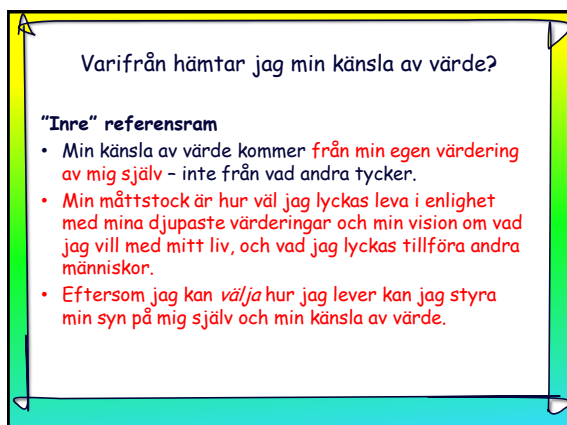 Varifrån hämtar jag min känsla av värde?
”Inre” referensram
• Min känsla av värde kommer från min egen värdering
av mig själv – inte från vad andra tycker.
• Min måttstock är hur väl jag lyckas leva i enlighet
med mina djupaste värderingar och min vision om vad
jag vill med mitt liv, och vad jag lyckas tillföra andra
människor.
• Eftersom jag kan välja hur jag lever kan jag styra
min syn på mig själv och min känsla av värde.